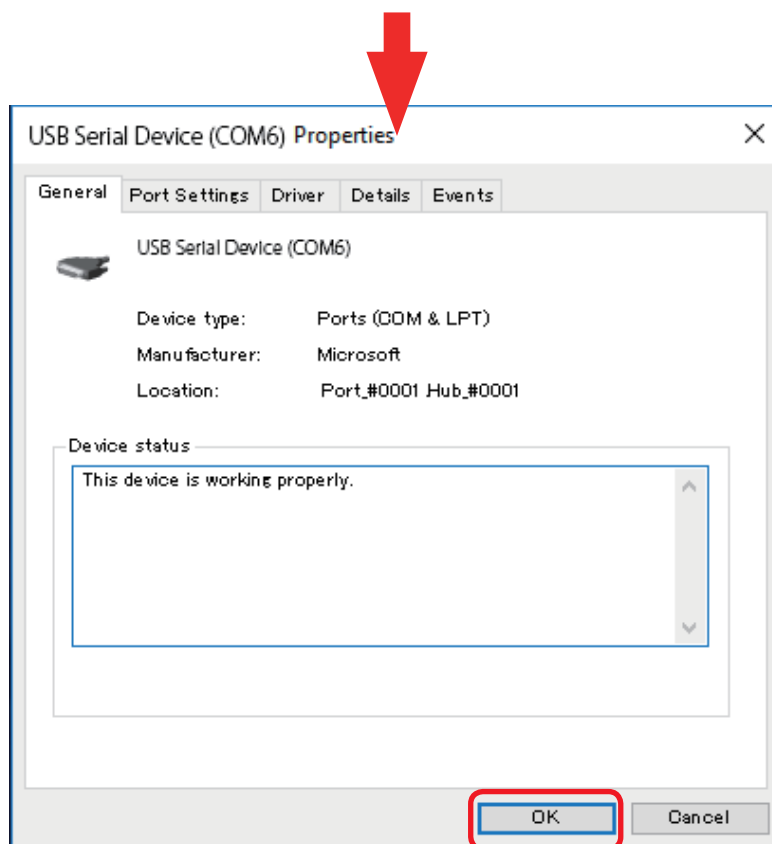 USB Serial Device (COM6) Properties
General Port Settings Driver Details Events
USB Serial Device (COM6)
Device type: Ports (COM & LPT)
Manufacturer: Microsoft
Location: Port_#0001.Hub_#0001
Device status
This device is working properly.
OK Cancel